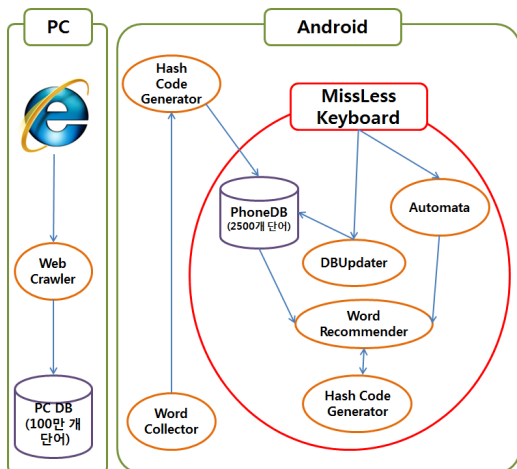 PC
Android
Hash
Code
Generator
MissLess
Keyboard
PhoneDB
(2500개 단어)
Automata
Web
Crawler
DBUpdater
Word
Recommender
PC DB
(100만 개
단어)
Word
Collector
Hash Code
Generator